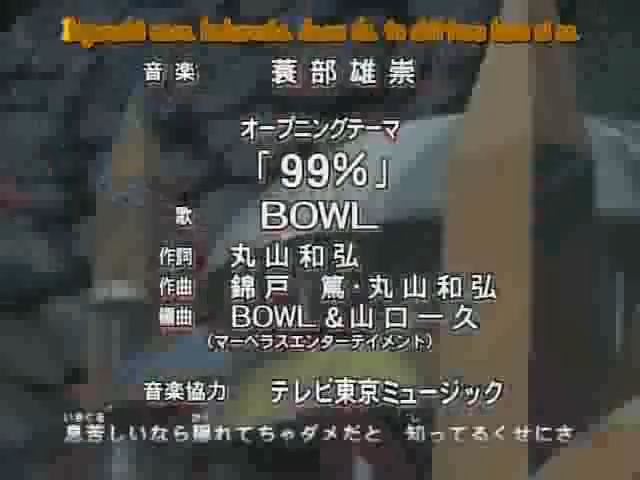 音楽 蓑部雄崇
オープニングテーマ
「99%」
歌 BOWL
作詞 丸山和弘
作曲 錦戸 篤・丸山和弘
編曲 BOWL&山口一久
(マーベラスエンターテイメント)
音楽協力 テレビ東京ミュージック
息苦しいなら隠れてちゃダメだと 知ってるくせにさ